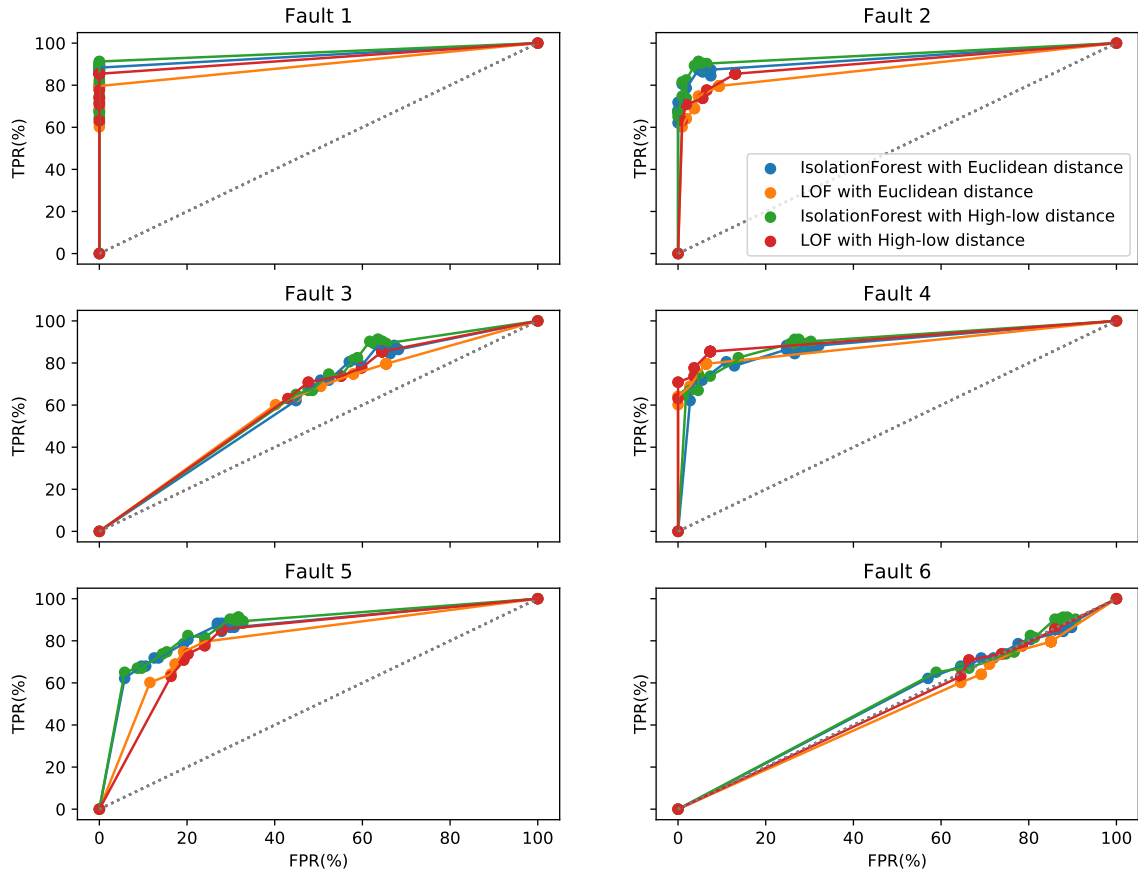 Fault 1
Fault 2
100
80
60
40
20
0
TPR(%)
TPR(%)
IsolationForest with Euclidean distance
LOF with Euclidean distance
IsolationForest with High-low distance
LOF with High-low distance
Fault 3
Fault 4
100
80
60
40
20
0
TPR(%)
TPR(%)
Fault 5
Fault 6
100
80
60
40
20
0
TPR(%)
TPR(%)
0 20 40 60 80 100
0 20 40 60 80 100
FPR(%)
FPR(%)